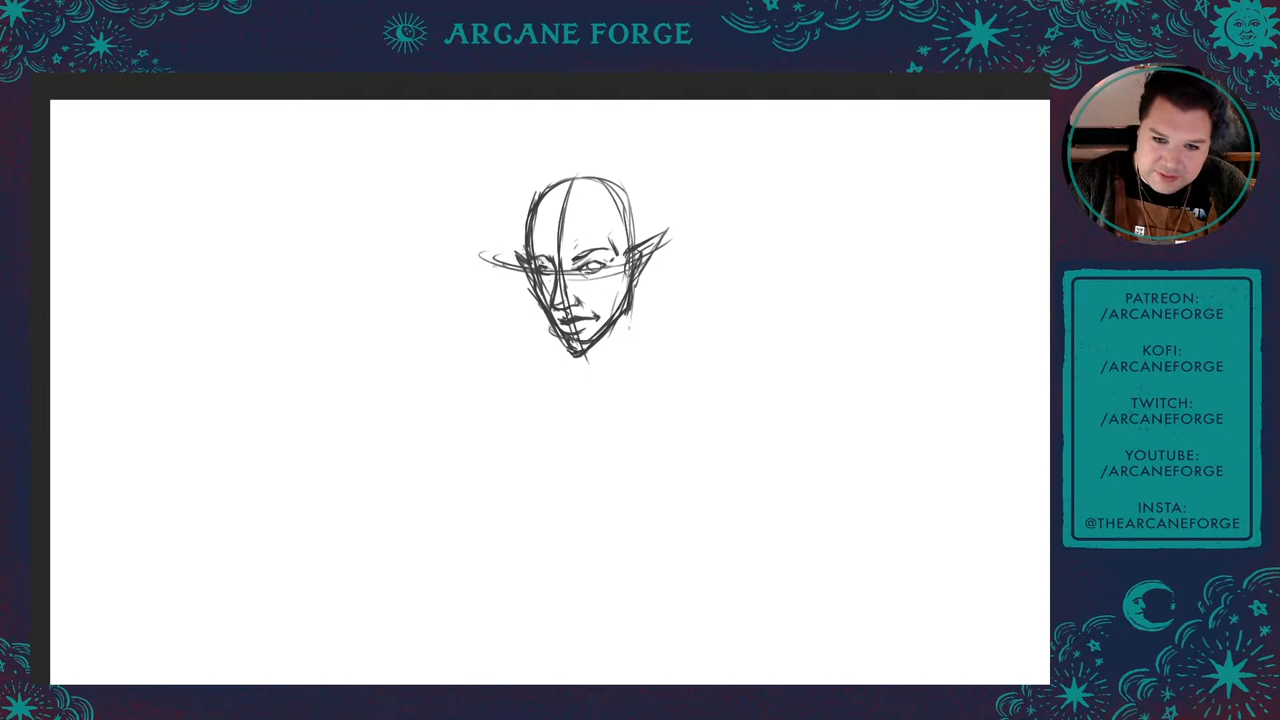 ARCANE FORGE
PATREON:
/ARCANEFORGE
KOFI:
/ARCANEFORGE
TWITCH:
/ARCANEFORGE
YOUTUBE:
/ARCANEFORGE
INSTA:
@THEARCANEFORGE